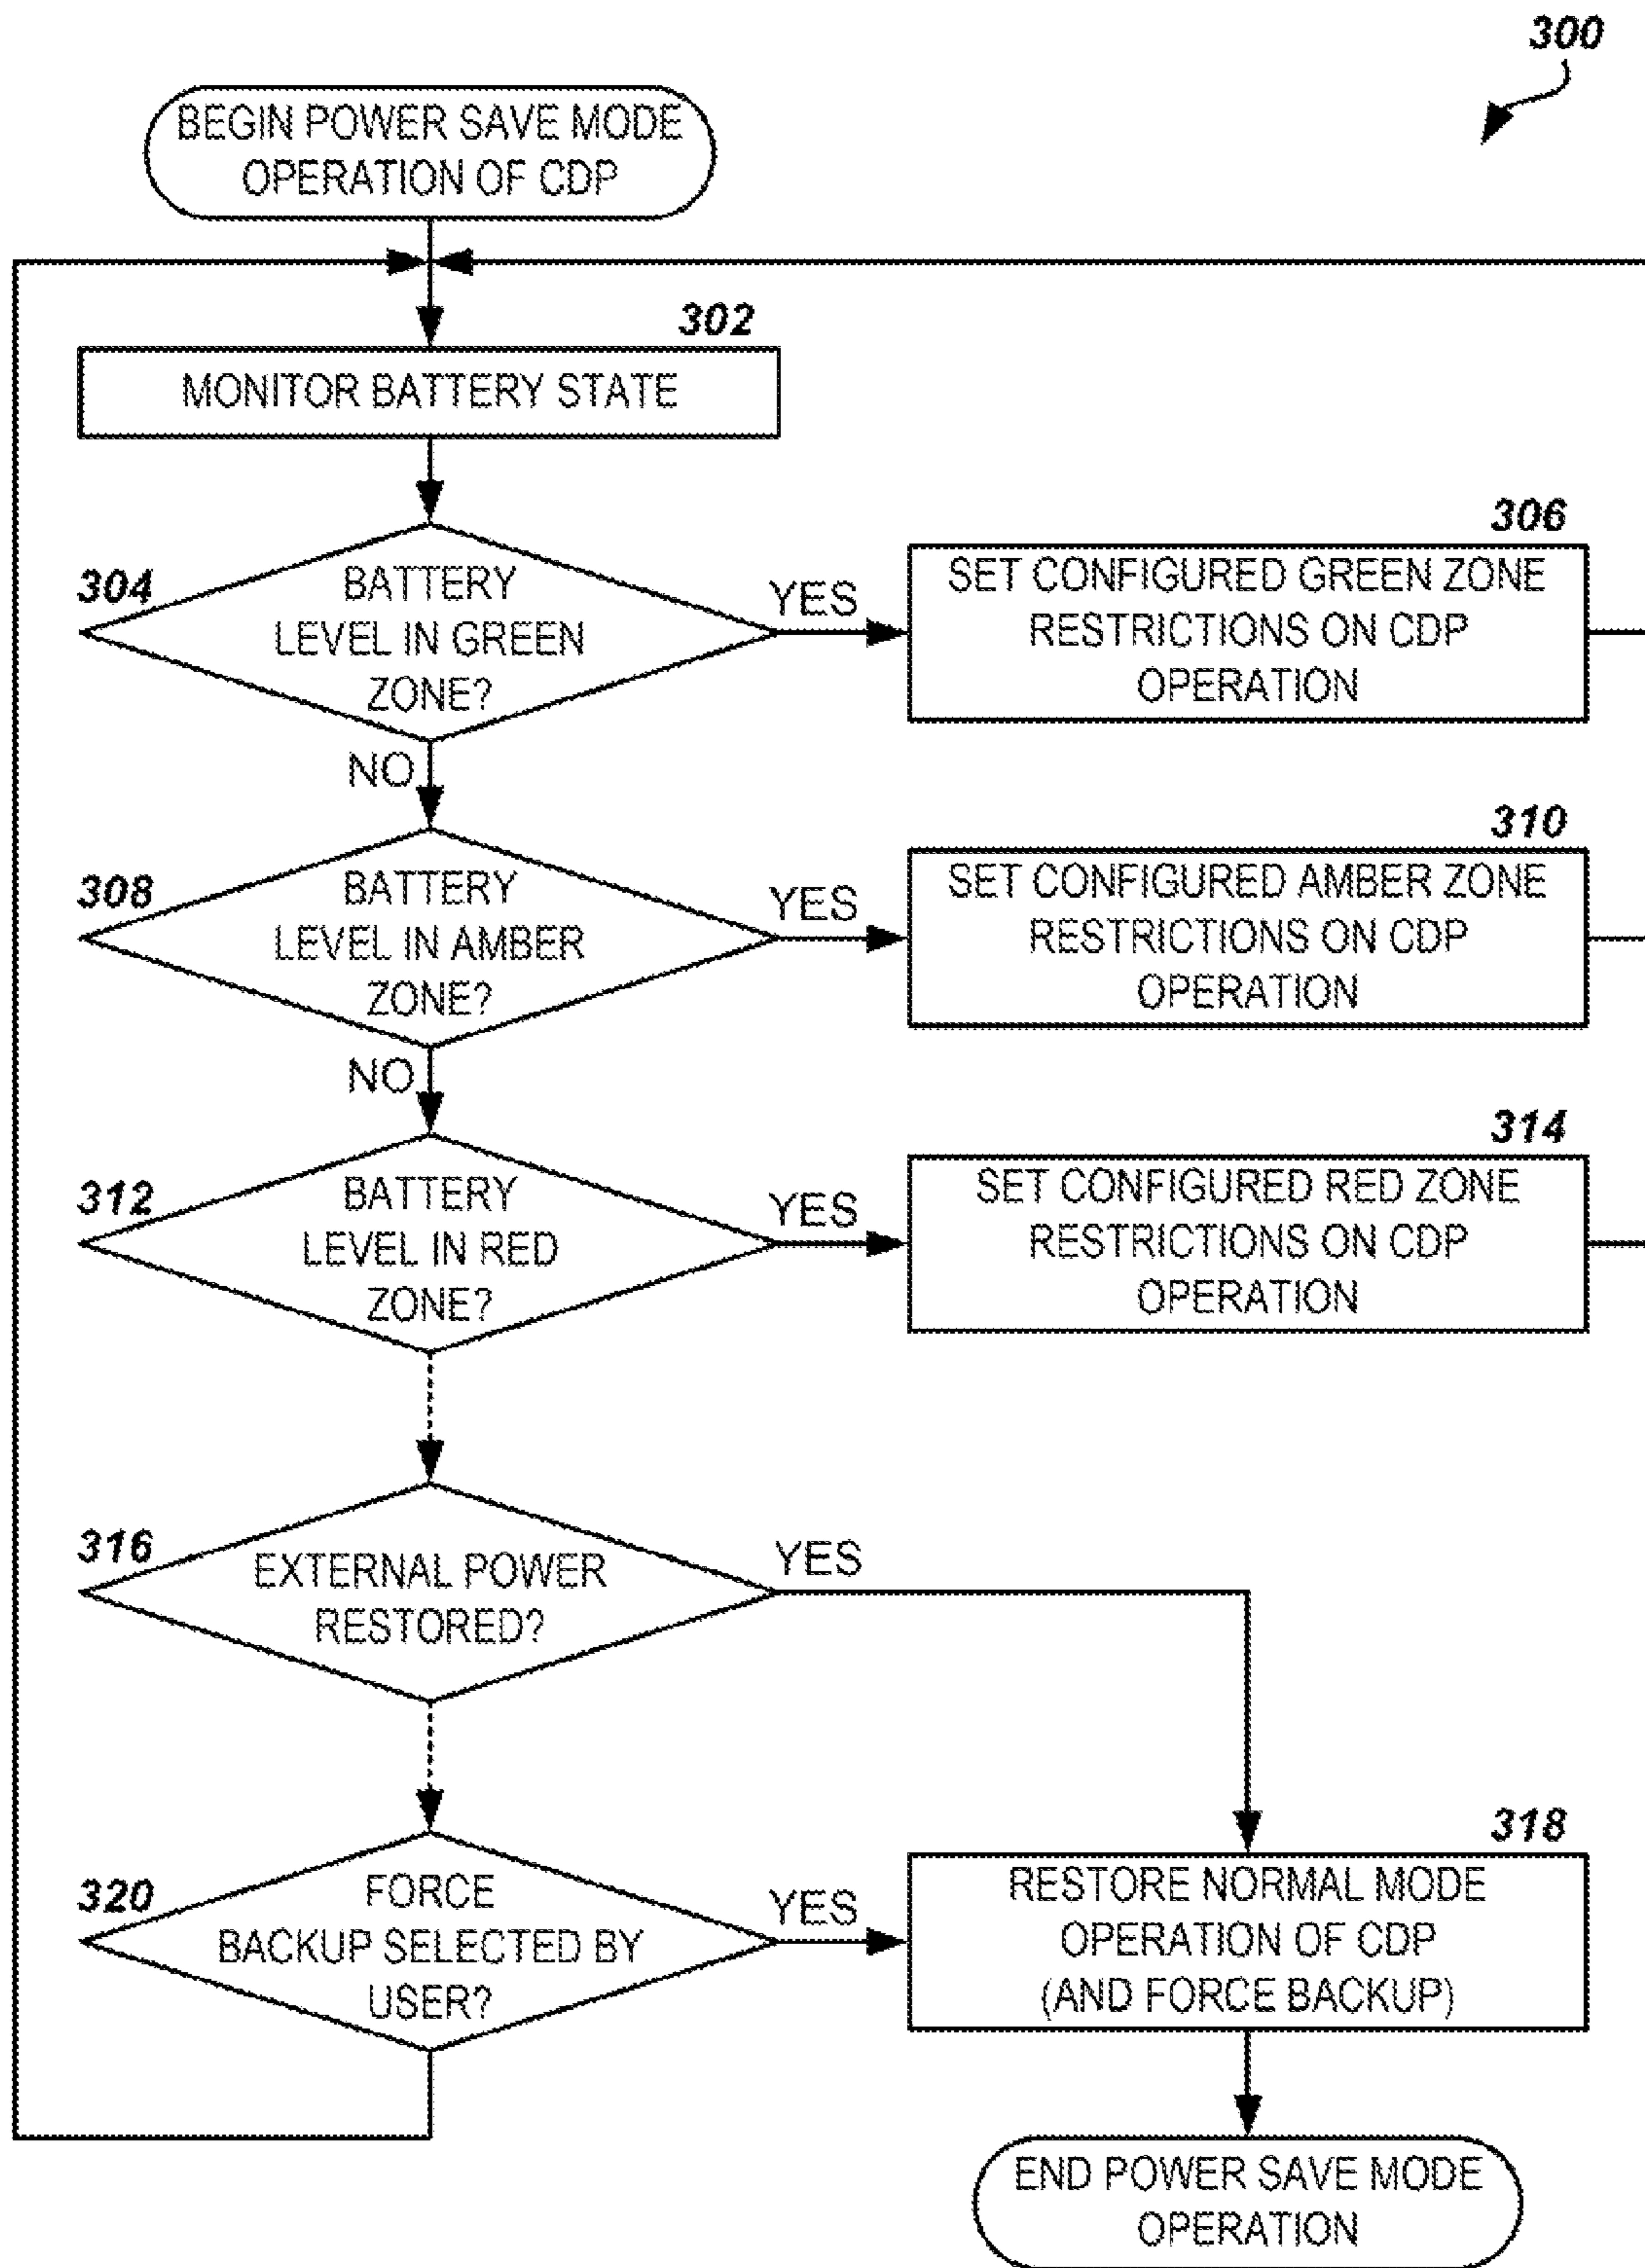 300
BEGIN POWER SAVE MODE
OPERATION OF CDP
302
MONITOR BATTERY STATE
304
BATTERY
LEVEL IN GREEN
ZONE?
YES
306
SET CONFIGURED GREEN ZONE
RESTRICTIONS ON CDP
OPERATION
NO
308
BATTERY
LEVEL IN AMBER
ZONE?
YES
310
SET CONFIGURED AMBER ZONE
RESTRICTIONS ON CDP
OPERATION
NO
312
BATTERY
LEVEL IN RED
ZONE?
YES
314
SET CONFIGURED RED ZONE
RESTRICTIONS ON CDP
OPERATION
316
EXTERNAL POWER
RESTORED?
YES
320
FORCE
BACKUP SELECTED BY
USER?
YES
318
RESTORE NORMAL MODE
OPERATION OF CDP
(AND FORCE BACKUP)
END POWER SAVE MODE
OPERATION